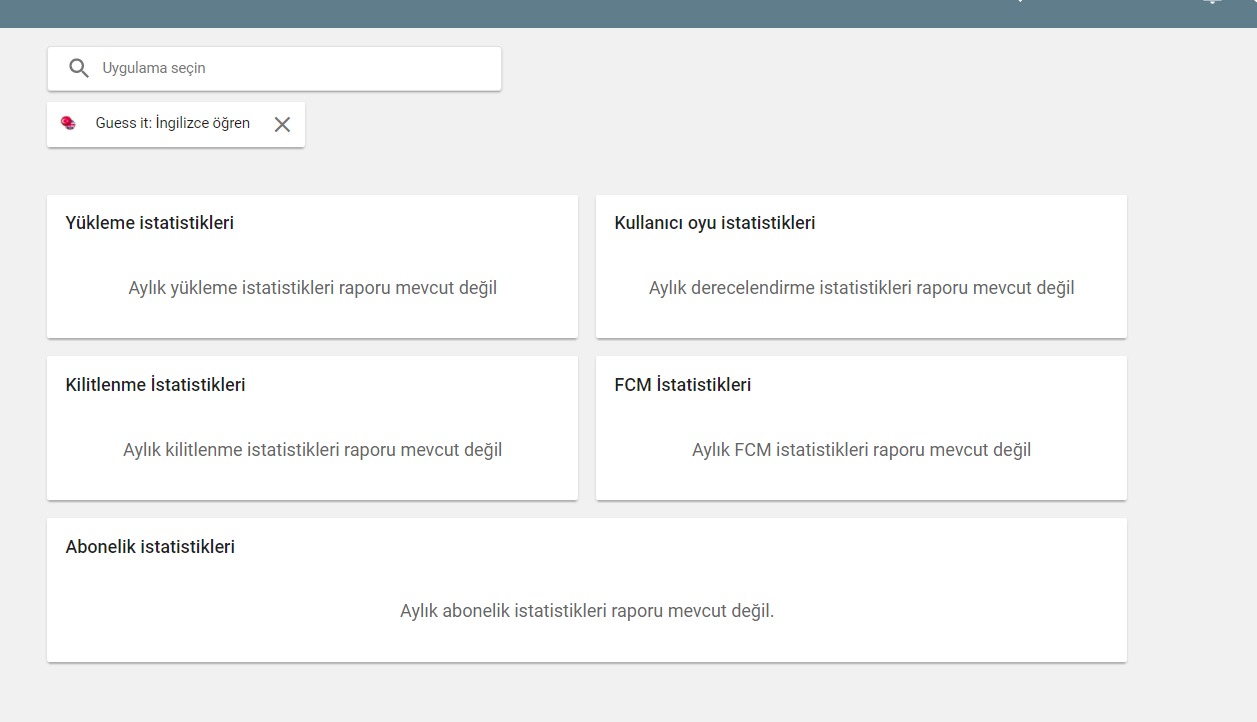 Uygulama seçin
Guess it: İngilizce öğren
Yükleme istatistikleri
Aylık yükleme istatistikleri raporu mevcut değil
Kullanıcı oyu istatistikleri
Aylık derecelendirme istatistikleri raporu mevcut değil
Kilitlenme İstatistikleri
Aylık kilitlenme istatistikleri raporu mevcut değil
FCM İstatistikleri
Aylık FCM istatistikleri raporu mevcut değil
Abonelik istatistikleri
Aylık abonelik istatistikleri raporu mevcut değil.